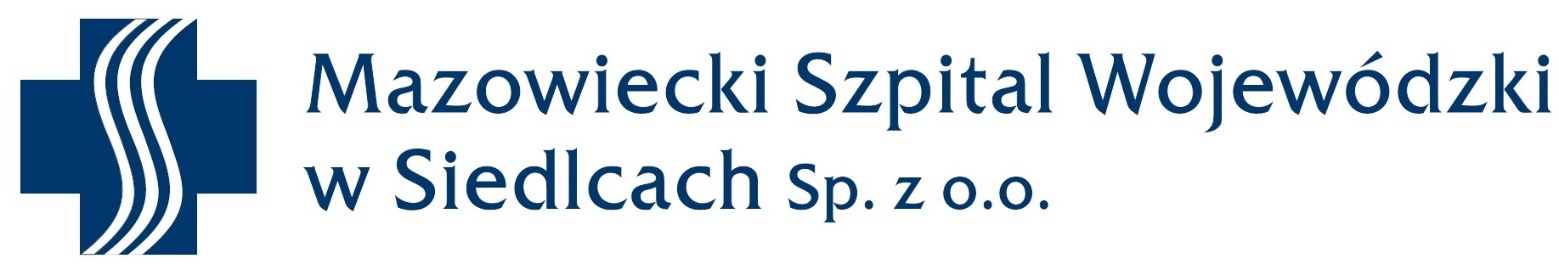 Mazowiecki Szpital Wojewódzki
w Siedlcach Sp. z o.o.